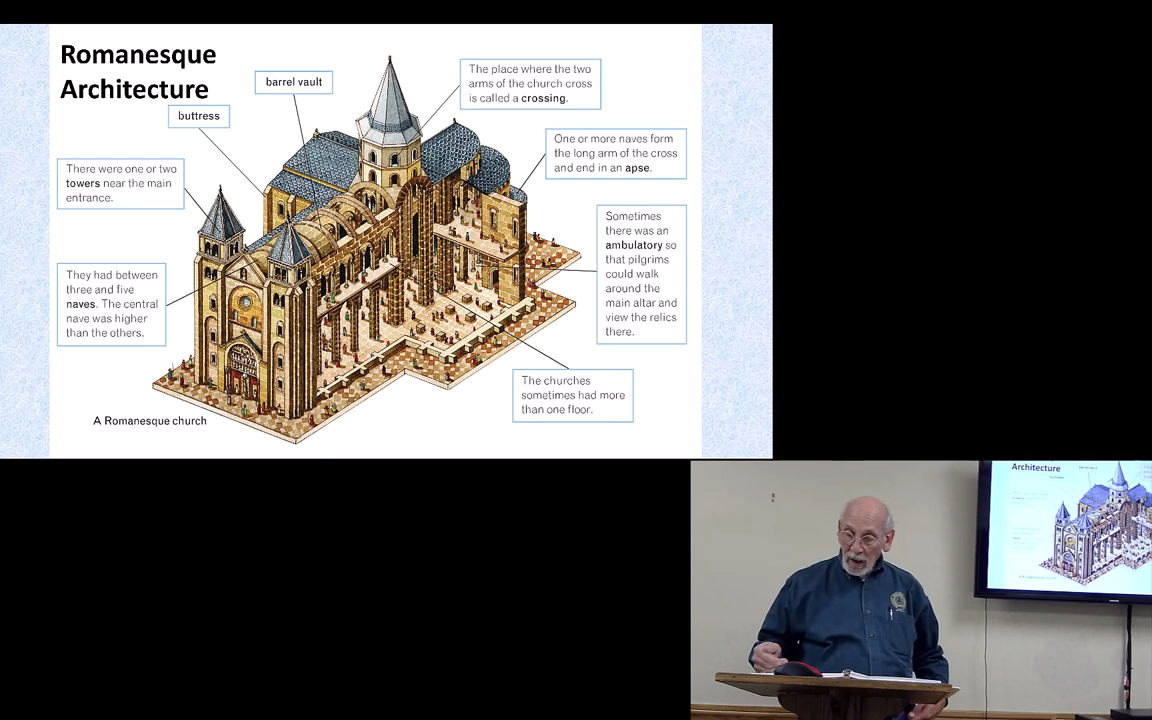 Romanesque
Architecture
barrel vault
buttress
The place where the two
arms of the church cross
is called a crossing.
One or more naves form
the long arm of the cross
and end in an apse.
There were one or two
towers near the main
entrance.
Sometimes
there was an
ambulatory so
that pilgrims
could walk
around the
main altar and
view the relics
there.
They had between
three and five
naves. The central
nave was higher
than the others.
The churches
sometimes had more
than one floor.
A Romanesque church
Architecture